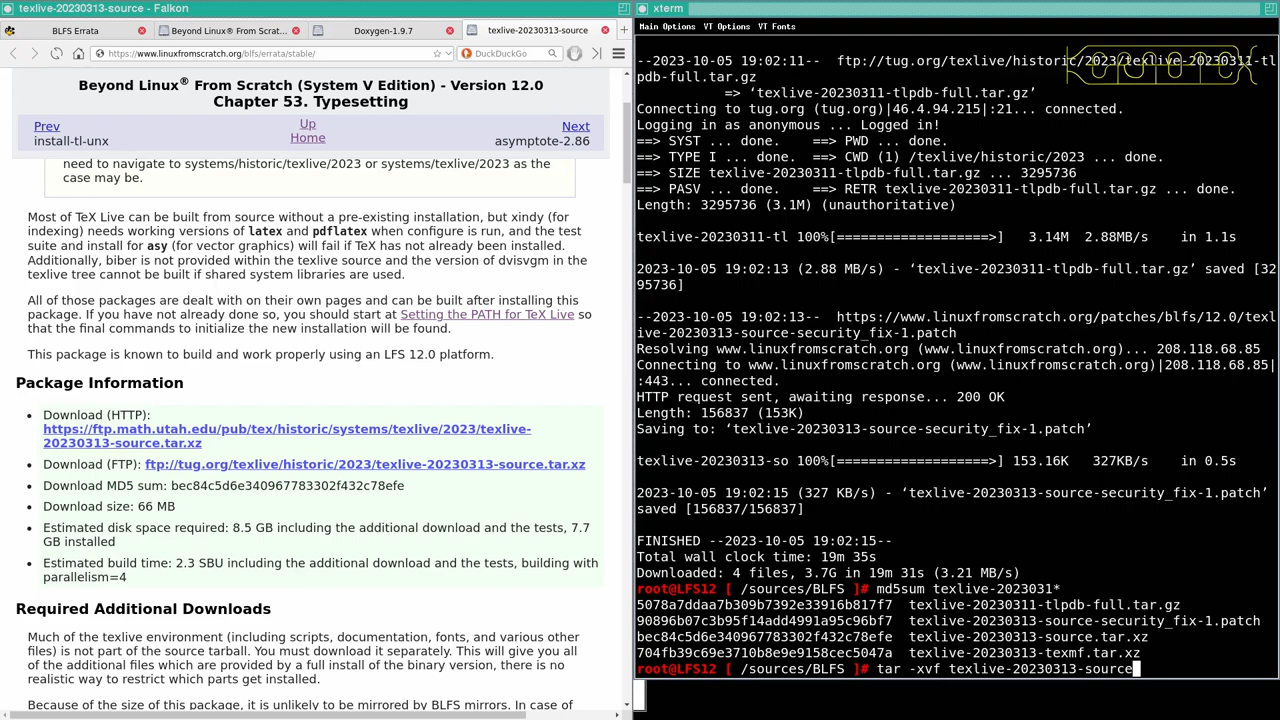 texlive-20230313-source - Falkon
BLFS Errata
Beyond Linux® From Scrat...
Doxygen-1.9.7
texlive-20230313-source
https://www.linuxfromscratch.org/blfs/errata/stable/
DuckDuckGo
Beyond Linux® From Scratch (System V Edition) - Version 12.0
Chapter 53. Typesetting
Prev
Up
Next
install-tl-unx
Home
asymptote-2.86
need to navigate to systems/historic/texlive/2023 or systems/texlive/2023 as the
case may be.
Most of TeX Live can be built from source without a pre-existing installation, but xindy (for
indexing) needs working versions of latex and pdflatex when configure is run, and the test
suite and install for asy (for vector graphics) will fail if TeX has not already been installed.
Additionally, biber is not provided within the texlive source and the version of dvisvgm in the
texlive tree cannot be built if shared system libraries are used.
All of those packages are dealt with on their own pages and can be built after installing this
package. If you have not already done so, you should start at Setting the PATH for TeX Live so
that the final commands to initialize the new installation will be found.
This package is known to build and work properly using an LFS 12.0 platform.
Package Information
Download (HTTP):
https://ftp.math.utah.edu/pub/tex/historic/systems/texlive/2023/texlive-
20230313-source.tar.xz
Download (FTP): ftp://tug.org/texlive/historic/2023/texlive-20230313-source.tar.xz
Download MD5 sum: bec84c5d6e340967783302f432c78efe
Download size: 66 MB
Estimated disk space required: 8.5 GB including the additional download and the tests, 7.7
GB installed
Estimated build time: 2.3 SBU including the additional download and the tests, building with
parallelism=4
Required Additional Downloads
Much of the texlive environment (including scripts, documentation, fonts, and various other
files) is not part of the source tarball. You must download it separately. This will give you all
of the additional files which are provided by a full install of the binary version, there is no
realistic way to restrict which parts get installed.
Because of the size of this package, it is unlikely to be mirrored by BLFS mirrors. In case of
xterm
Main Options VT Options VT Fonts
--2023-10-05 19:02:11-- ftp://tug.org/texlive/historic/2023/texlive-20230311-tl
pdb-full.tar.gz
=> ‘texlive-20230311-tlpdb-full.tar.gz’
Connecting to tug.org (tug.org)|46.4.94.215|:21... connected.
Logging in as anonymous ... Logged in!
==> SYST ... done. ==> PWD ... done.
==> TYPE I ... done. ==> CWD (1) /texlive/historic/2023 ... done.
==> SIZE texlive-20230311-tlpdb-full.tar.gz ... 3295736
==> PASV ... done. ==> RETR texlive-20230311-tlpdb-full.tar.gz ... done.
Length: 3295736 (3.1M) (unauthoritative)
texlive-20230311-tl 100%[===================>] 3.14M 2.88MB/s in 1.1s
2023-10-05 19:02:13 (2.88 MB/s) - ‘texlive-20230311-tlpdb-full.tar.gz’ saved [32
95736]
--2023-10-05 19:02:13-- https://www.linuxfromscratch.org/patches/blfs/12.0/texl
ive-20230313-source-security_fix-1.patch
Resolving www.linuxfromscratch.org (www.linuxfromscratch.org)... 208.118.68.85
Connecting to www.linuxfromscratch.org (www.linuxfromscratch.org)|208.118.68.85|
:443... connected.
HTTP request sent, awaiting response... 200 OK
Length: 156837 (153K)
Saving to: ‘texlive-20230313-source-security_fix-1.patch’
texlive-20230313-so 100%[===================>] 153.16K 327KB/s in 0.5s
2023-10-05 19:02:15 (327 KB/s) - ‘texlive-20230313-source-security_fix-1.patch’
saved [156837/156837]
FINISHED --2023-10-05 19:02:15--
Total wall clock time: 19m 35s
Downloaded: 4 files, 3.7G in 19m 31s (3.21 MB/s)
root@LFS12 [ /sources/BLFS ]# md5sum texlive-2023031*
5078a7ddaa7b309b7392e33916b817f7 texlive-20230311-tlpdb-full.tar.gz
90896b07c3b95f14add4991a95c96bf7 texlive-20230313-source-security_fix-1.patch
bec84c5d6e340967783302f432c78efe texlive-20230313-source.tar.xz
704fb39c69e3710b8e9e9158cec5047a texlive-20230313-texmf.tar.xz
root@LFS12 [ /sources/BLFS ]# tar -xvf texlive-20230313-source